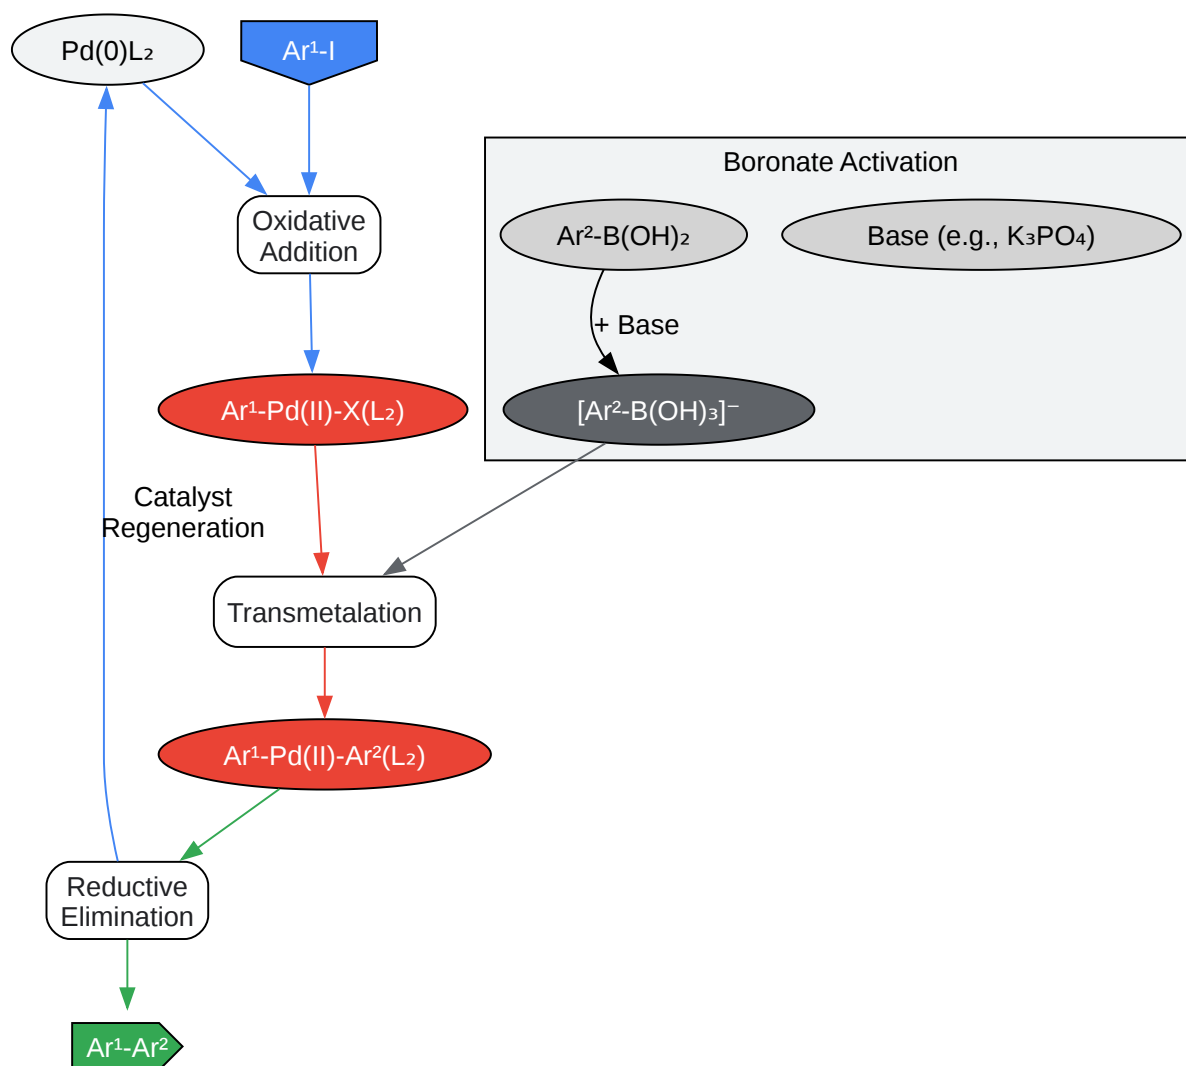 Pd(0)L₂
Ar¹-I
Boronate Activation
Oxidative
Addition
Ar²-B(OH)₂
Base (e.g., K₃PO₄)
+ Base
Ar¹-Pd(II)-X(L₂)
[Ar²-B(OH)₃]⁻
Catalyst
Regeneration
Transmetalation
Ar¹-Pd(II)-Ar²(L₂)
Reductive
Elimination
Ar¹-Ar²